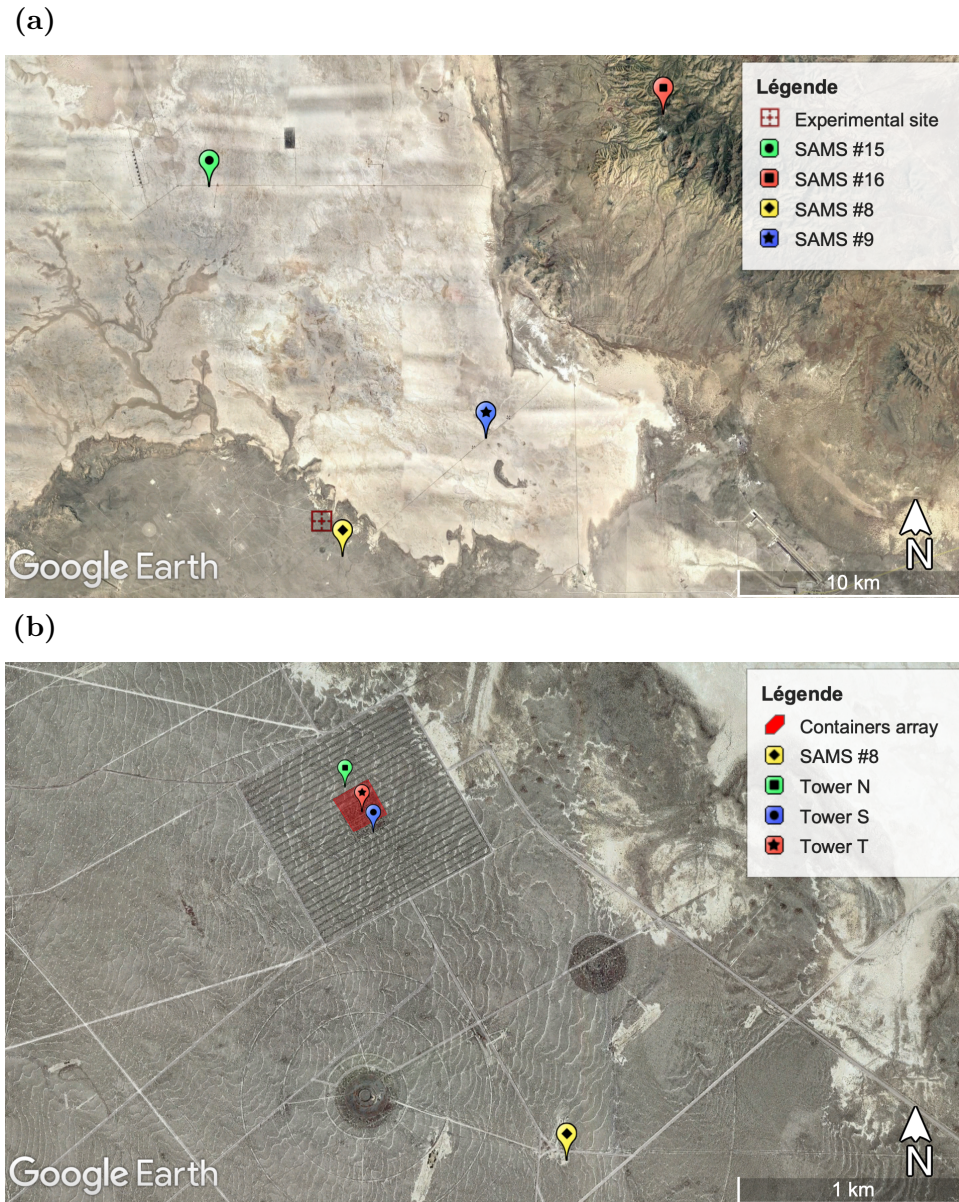 (a)
Légende
Experimental site
SAMS #15
SAMS #16
SAMS #8
SAMS #9
N
Google Earth
10 km
(b)
Légende
Containers array
SAMS #8
Tower N
Tower S
Tower T
N
Google Earth
1 km